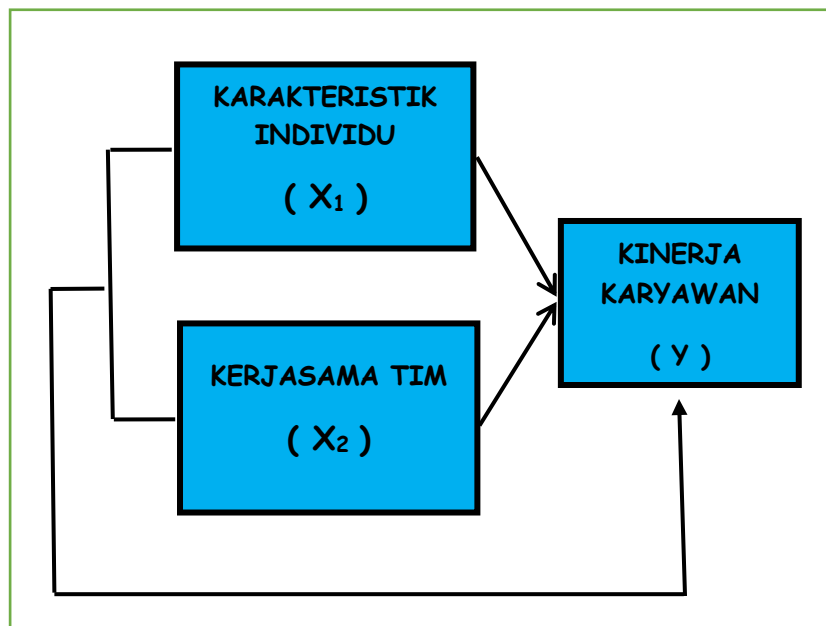 KARAKTERISTIK
INDIVIDU
( X₁ )
KINERJA
KARYAWAN
( Y )
KERJASAMA TIM
( X₂ )